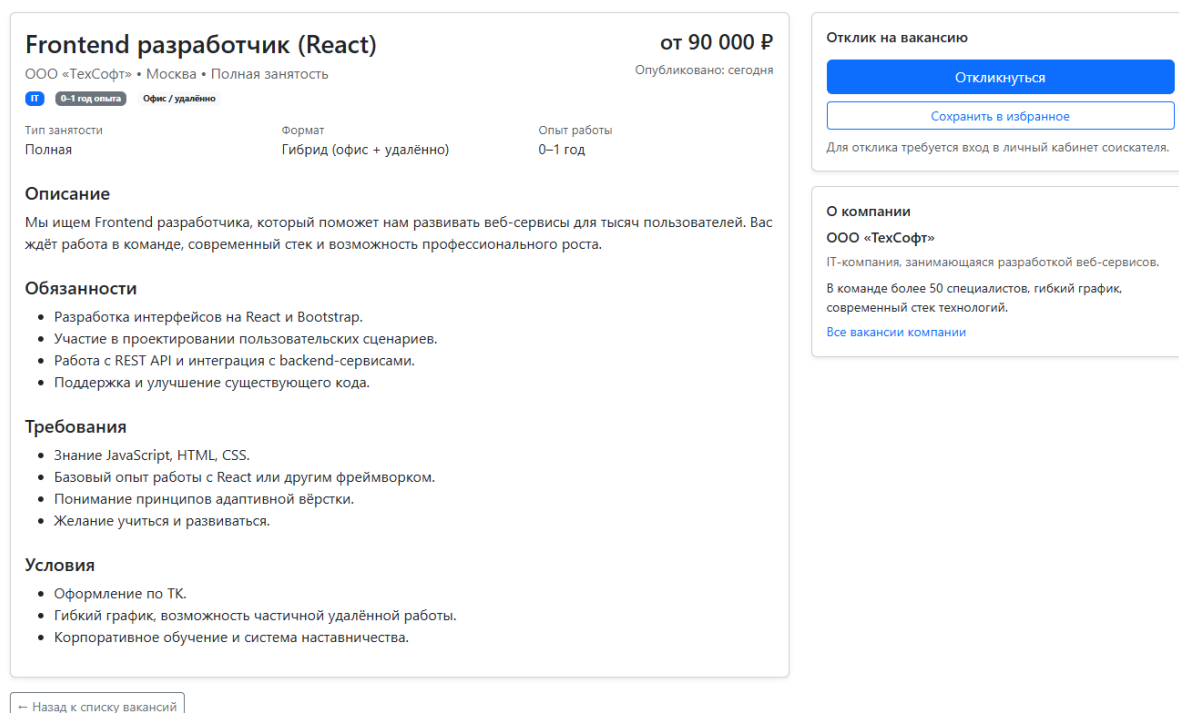 Frontend разработчик (React)
от 90 000 ₽
ООО «ТехСофт» • Москва • Полная занятость
Опубликовано: сегодня
IT
0–1 год опыта
Офис / удалённо
Тип занятости
Полная
Формат
Гибрид (офис + удалённо)
Опыт работы
0–1 год
Описание
Мы ищем Frontend разработчика, который поможет нам развивать веб-сервисы для тысяч пользователей. Вас
ждёт работа в команде, современный стек и возможность профессионального роста.
Обязанности
• Разработка интерфейсов на React и Bootstrap.
• Участие в проектировании пользовательских сценариев.
• Работа с REST API и интеграция с backend-сервисами.
• Поддержка и улучшение существующего кода.
Требования
• Знание JavaScript, HTML, CSS.
• Базовый опыт работы с React или другим фреймворком.
• Понимание принципов адаптивной вёрстки.
• Желание учиться и развиваться.
Условия
• Оформление по ТК.
• Гибкий график, возможность частичной удалённой работы.
• Корпоративное обучение и система наставничества.
← Назад к списку вакансий
Отклик на вакансию
Откликнуться
Сохранить в избранное
Для отклика требуется вход в личный кабинет соискателя.
О компании
ООО «ТехСофт»
IT-компания, занимающаяся разработкой веб-сервисов.
В команде более 50 специалистов, гибкий график,
современный стек технологий.
Все вакансии компании